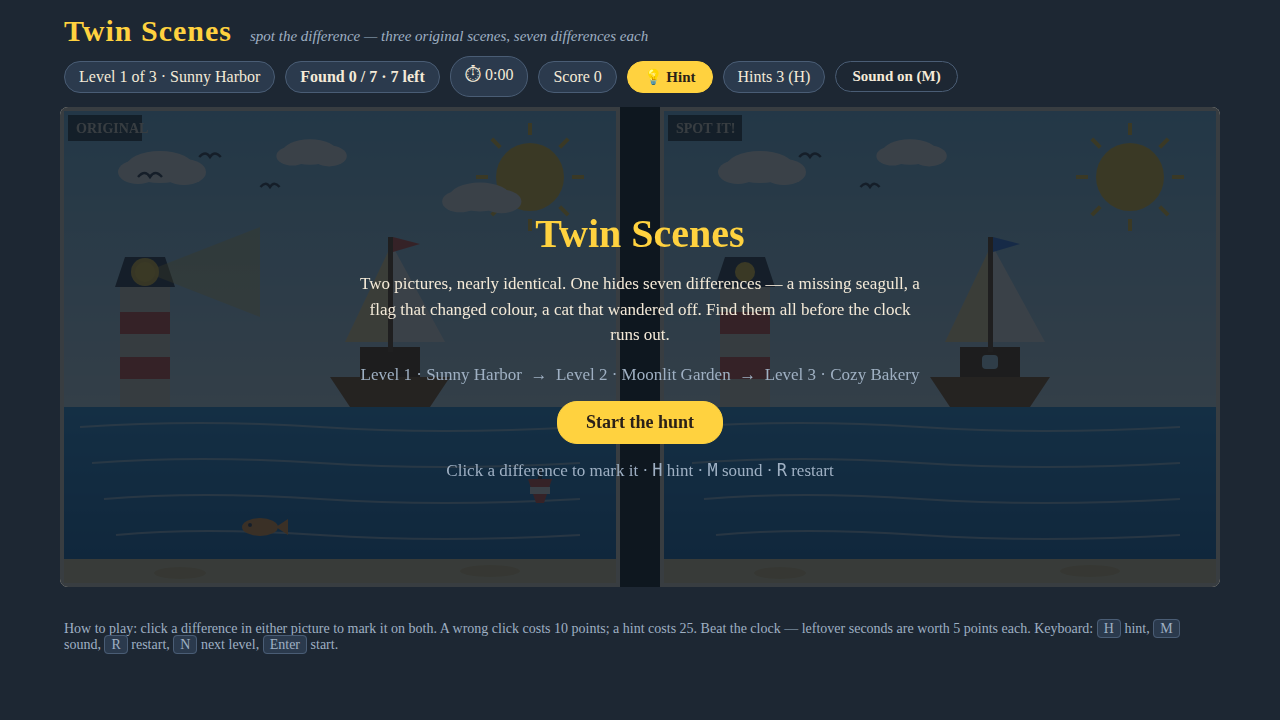 Twin Scenes spot the difference — three original scenes, seven differences each
Level 1 of 3 · Sunny Harbor Found 0 / 7 · 7 left ⏱ 0:00 Score 0 💡 Hint Hints 3 (H) Sound on (M)
ORIGINAL SPOT IT!
Twin Scenes
Two pictures, nearly identical. One hides seven differences — a missing seagull, a
flag that changed colour, a cat that wandered off. Find them all before the clock
runs out.
Level 1 · Sunny Harbor → Level 2 · Moonlit Garden → Level 3 · Cozy Bakery
Start the hunt
Click a difference to mark it · H hint · M sound · R restart
How to play: click a difference in either picture to mark it on both. A wrong click costs 10 points; a hint costs 25. Beat the clock — leftover seconds are worth 5 points each. Keyboard: H hint, M
sound, R restart, N next level, Enter start.